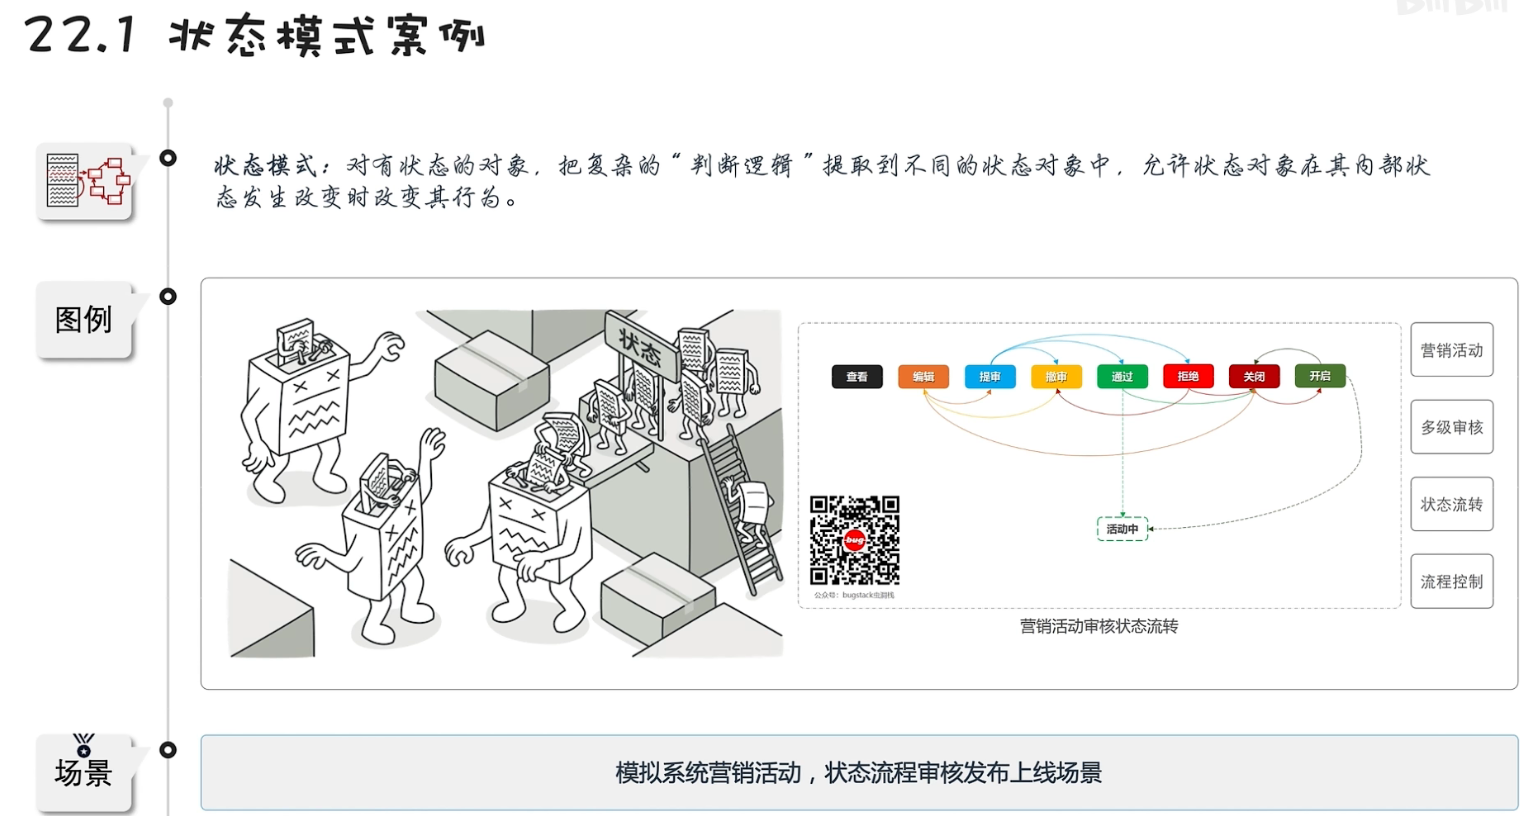 BiliBili
22.1 状态模式案例
状态模式：对有状态的对象，把复杂的“判断逻辑”提取到不同的状态对象中，允许状态对象在其内部状
态发生改变时改变其行为。
图例
状态
查看 编辑 提审 撤审 通过 拒绝 关闭 开启
活动中
bug
公众号：bugstack虫洞栈
营销活动审核状态流转
营销活动
多级审核
状态流转
流程控制
场景
模拟系统营销活动，状态流程审核发布上线场景